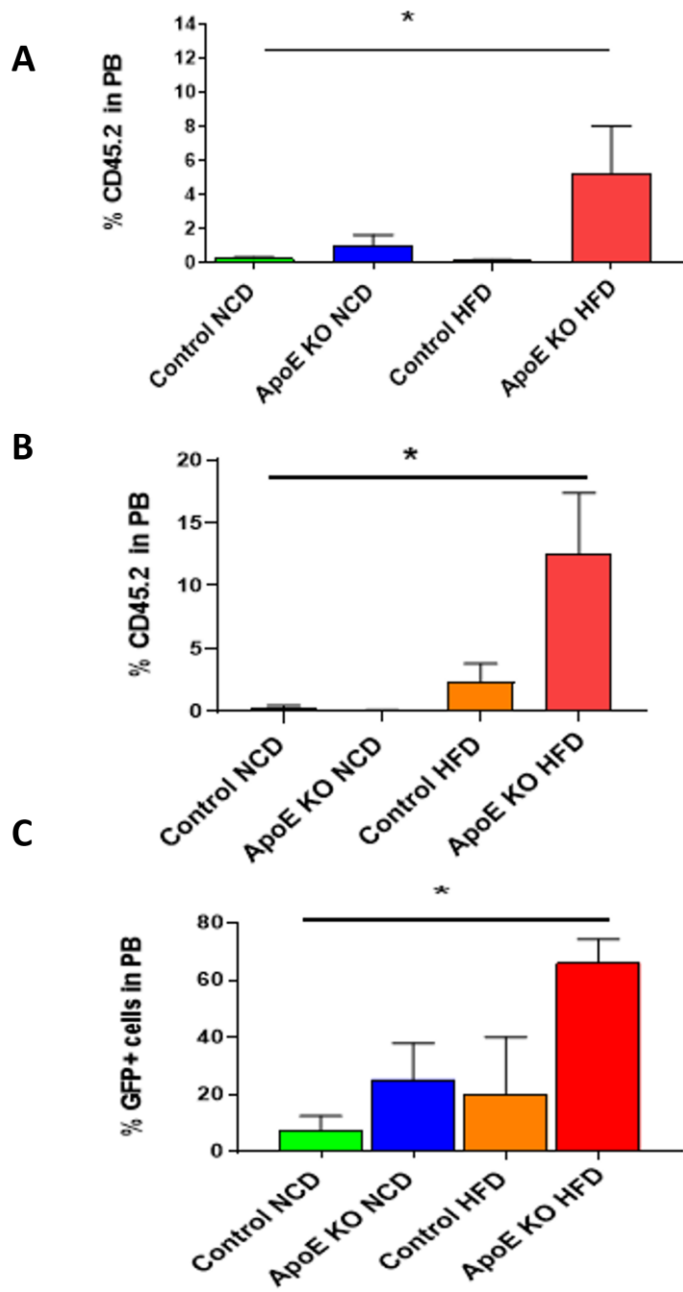 A
% CD45.2 in PB
14
12
10
8
6
4
2
0
*
Control NCD
ApoE KO NCD
Control HFD
ApoE KO HFD
B
% CD45.2 in PB
20
15
10
5
0
*
Control NCD
ApoE KO NCD
Control HFD
ApoE KO HFD
C
% GFP+ cells in PB
80
60
40
20
0
*
Control NCD
ApoE KO NCD
Control HFD
ApoE KO HFD